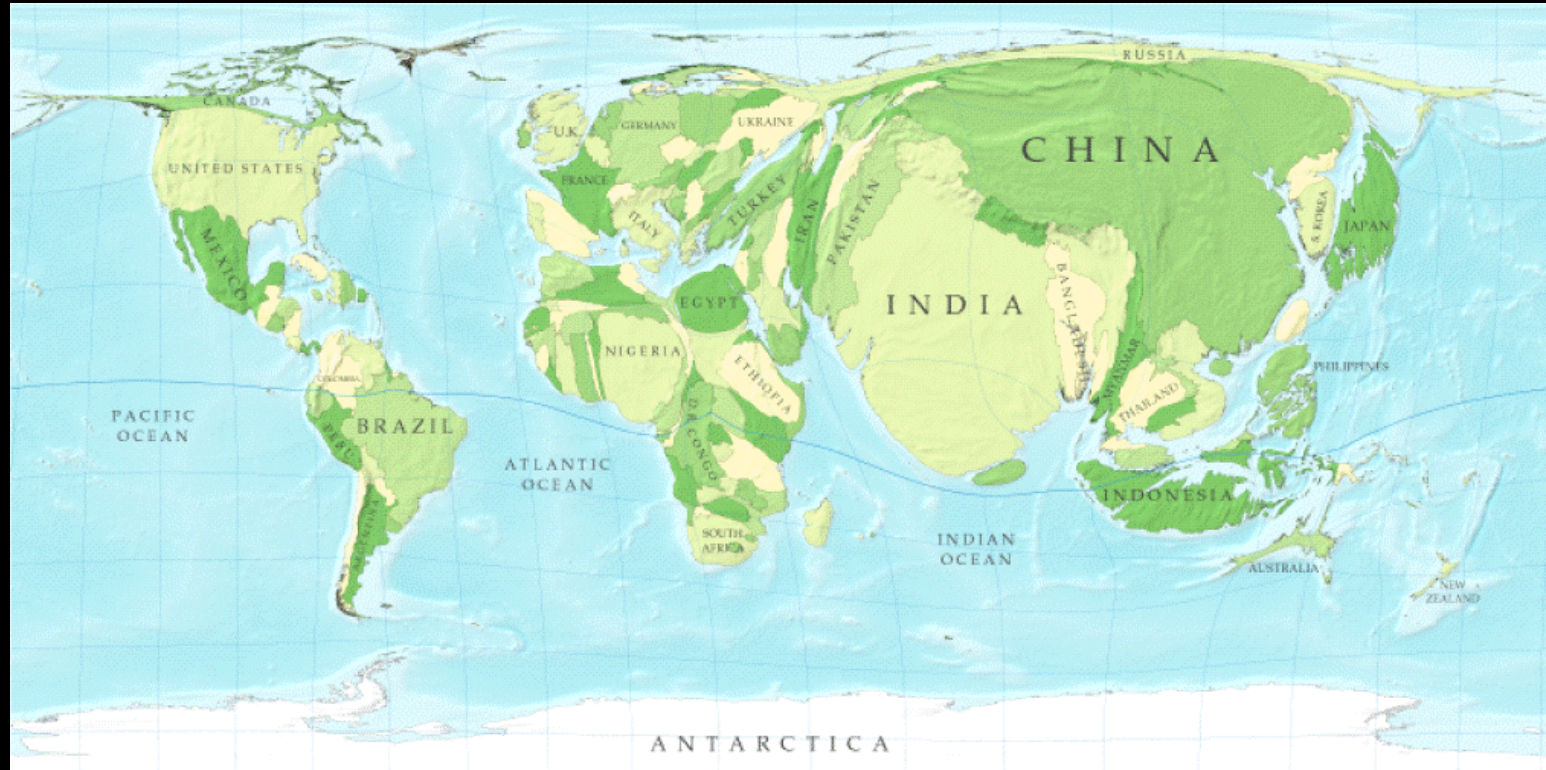 RUSSIA
CANADA
UNITED STATES
MEXICO
U.K.
GERMANY
UKRAINE
FRANCE
ITALY
TURKEY
IRAN
PAKISTAN
CHINA
S KOREA
JAPAN
EGYPT
INDIA
BANGLADESH
MYANMAR
NIGERIA
ETHIOPIA
THAILAND
PHILIPPINES
COLOMBIA
BRAZIL
PERU
D R CONGO
PACIFIC
OCEAN
ATLANTIC
OCEAN
INDONESIA
ARGENTINA
SOUTH
AFRICA
INDIAN
OCEAN
AUSTRALIA
NEW
ZEALAND
ANTARCTICA